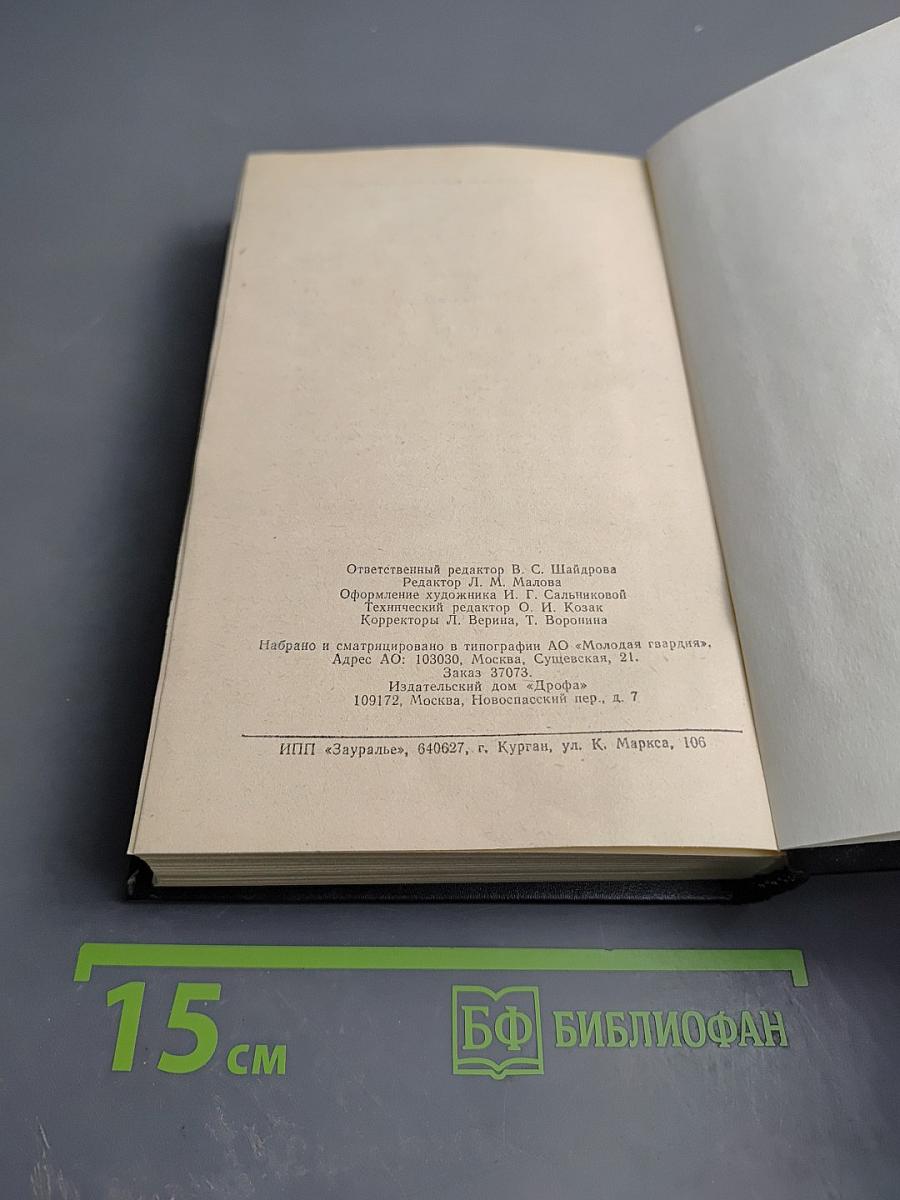 Ответственный редактор В. С. Шайдрова
Редактор Л. М. Малова
Оформление художника И. Г. Сальниковой
Технический редактор О. И. Козак
Корректоры Л. Верина, Т. Воронина
Набрано и сматрицировано в типографии АО «Молодая гвардия».
Адрес АО: 103030, Москва, Сущевская, 21.
Заказ 37073.
Издательский дом «Дрофа»
109172, Москва, Новоспасский пер., д. 7
ИПП «Зауралье», 640627, г. Курган, ул. К. Маркса, 106
15 см
БФ БИБЛИОФАН